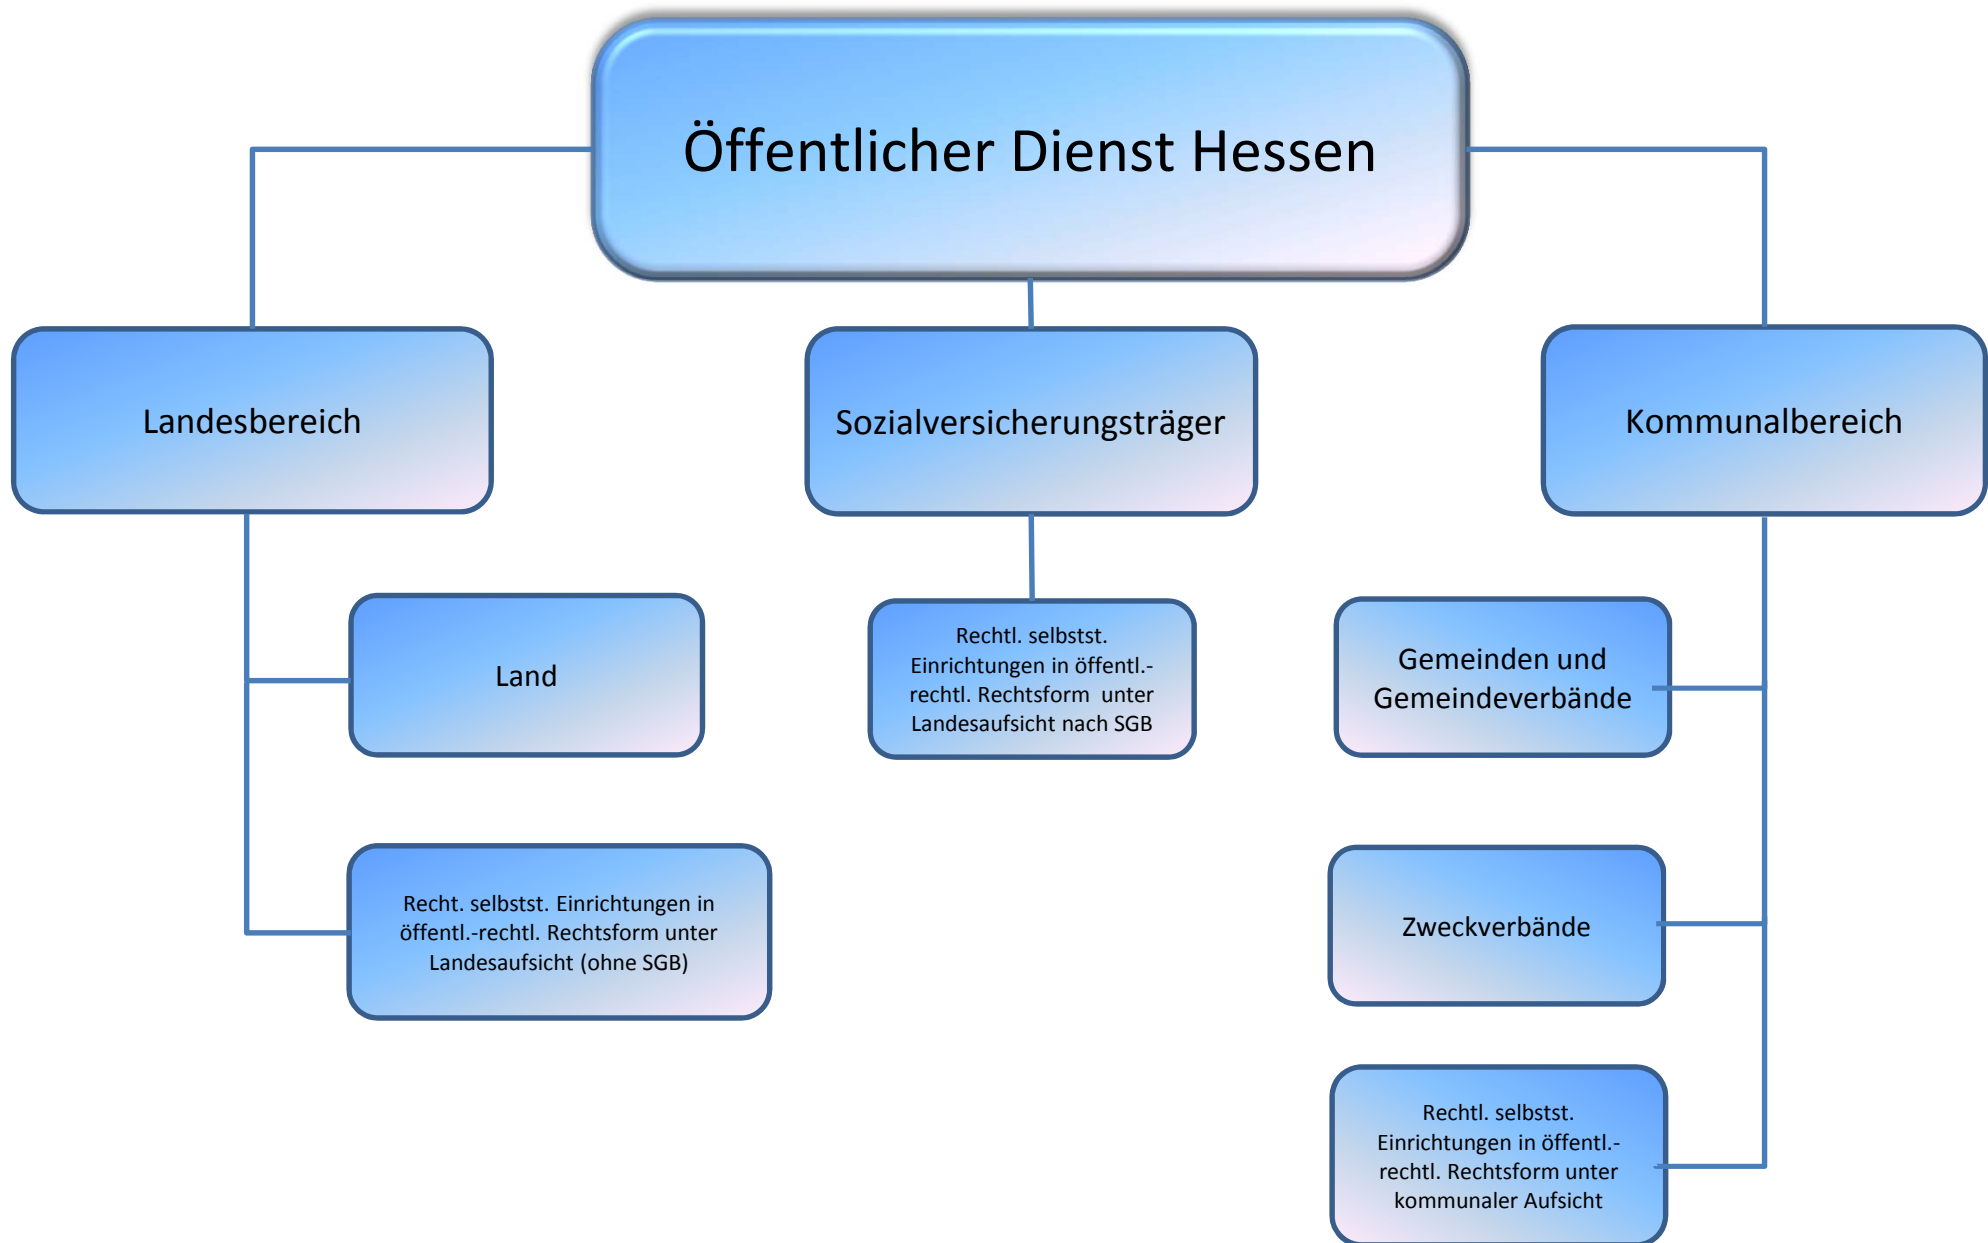 Öffentlicher Dienst Hessen
Landesbereich
Sozialversicherungsträger
Kommunalbereich
Land
Rechtl. selbstst.
Einrichtungen in öffentl.-
rechtl. Rechtsform unter
Landesaufsicht nach SGB
Gemeinden und
Gemeindeverbände
Recht. selbstst. Einrichtungen in
öffentl.-rechtl. Rechtsform unter
Landesaufsicht (ohne SGB)
Zweckverbände
Rechtl. selbstst.
Einrichtungen in öffentl.-
rechtl. Rechtsform unter
kommunaler Aufsicht